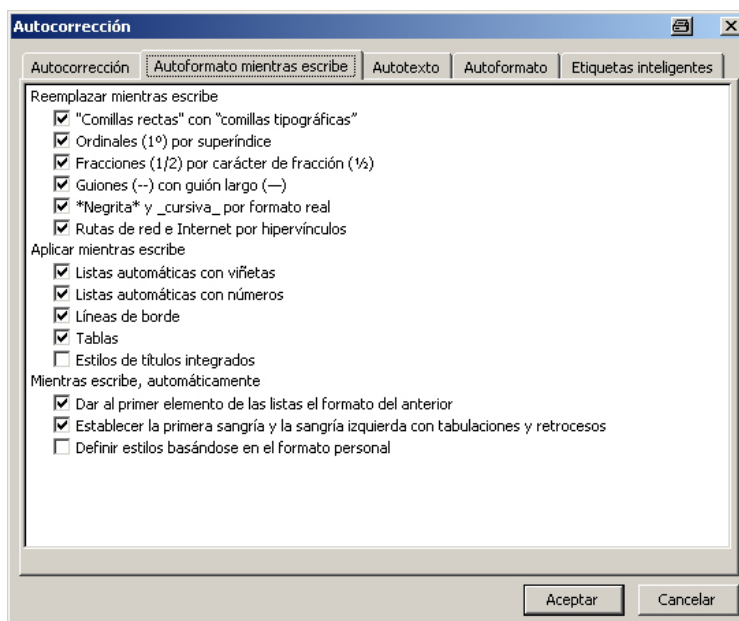 Autocorrección
Autocorrección Autoformato mientras escribe Autotexto Autoformato Etiquetas inteligentes
Reemplazar mientras escribe
"Comillas rectas" con “comillas tipográficas”
Ordinales (1º) por superíndice
Fracciones (1/2) por carácter de fracción (½)
Guiones (--) con guión largo (—)
*Negrita* y _cursiva_ por formato real
Rutas de red e Internet por hipervínculos
Aplicar mientras escribe
Listas automáticas con viñetas
Listas automáticas con números
Líneas de borde
Tablas
Estilos de títulos integrados
Mientras escribe, automáticamente
Dar al primer elemento de las listas el formato del anterior
Establecer la primera sangría y la sangría izquierda con tabulaciones y retrocesos
Definir estilos basándose en el formato personal
Aceptar Cancelar